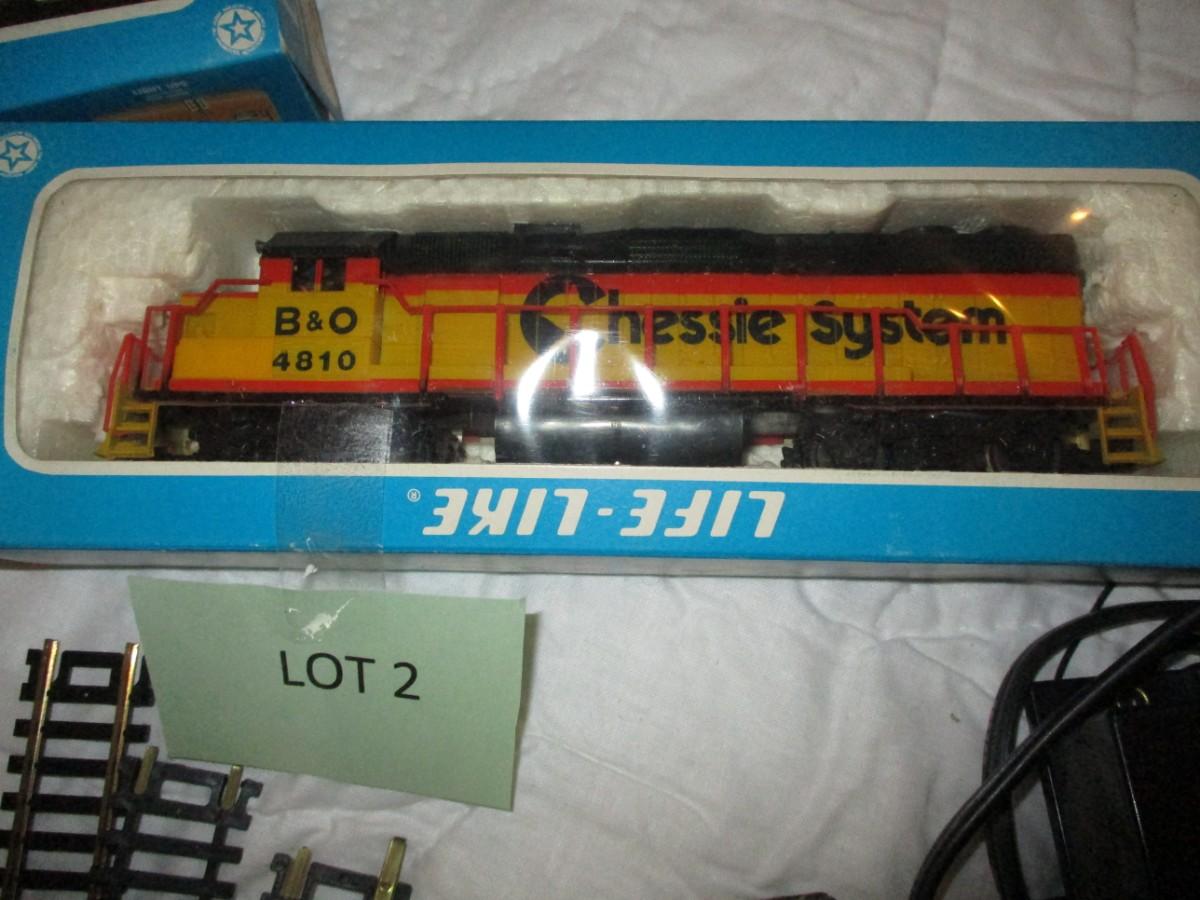 B&O
4810
Chessie System
LIFE-LIKE®
LOT 2